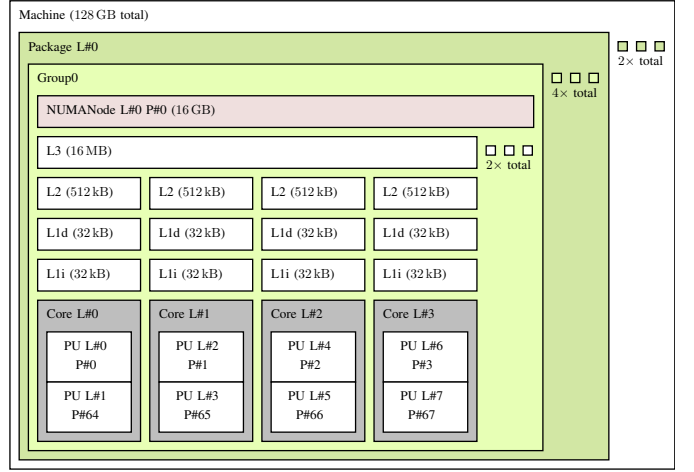 Machine (128 GB total)
Package L#0
2× total
Group0
4× total
NUMANode L#0 P#0 (16 GB)
L3 (16 MB)
2× total
L2 (512 kB) L2 (512 kB) L2 (512 kB) L2 (512 kB)
L1d (32 kB) L1d (32 kB) L1d (32 kB) L1d (32 kB)
L1i (32 kB) L1i (32 kB) L1i (32 kB) L1i (32 kB)
Core L#0 Core L#1 Core L#2 Core L#3
PU L#0 PU L#2 PU L#4 PU L#6
P#0 P#1 P#2 P#3
PU L#1 PU L#3 PU L#5 PU L#7
P#64 P#65 P#66 P#67